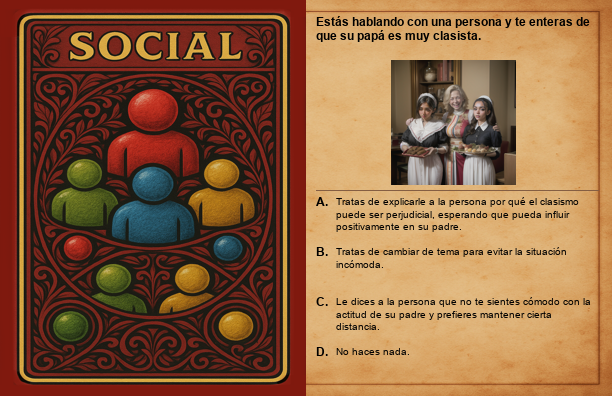 SOCIAL
Estás hablando con una persona y te enteras de
que su papá es muy clasista.
A. Tratas de explicarle a la persona por qué el clasismo
puede ser perjudicial, esperando que pueda influir
positivamente en su padre.
B. Tratas de cambiar de tema para evitar la situación
incómoda.
C. Le dices a la persona que no te sientes cómodo con la
actitud de su padre y prefieres mantener cierta
distancia.
D. No haces nada.